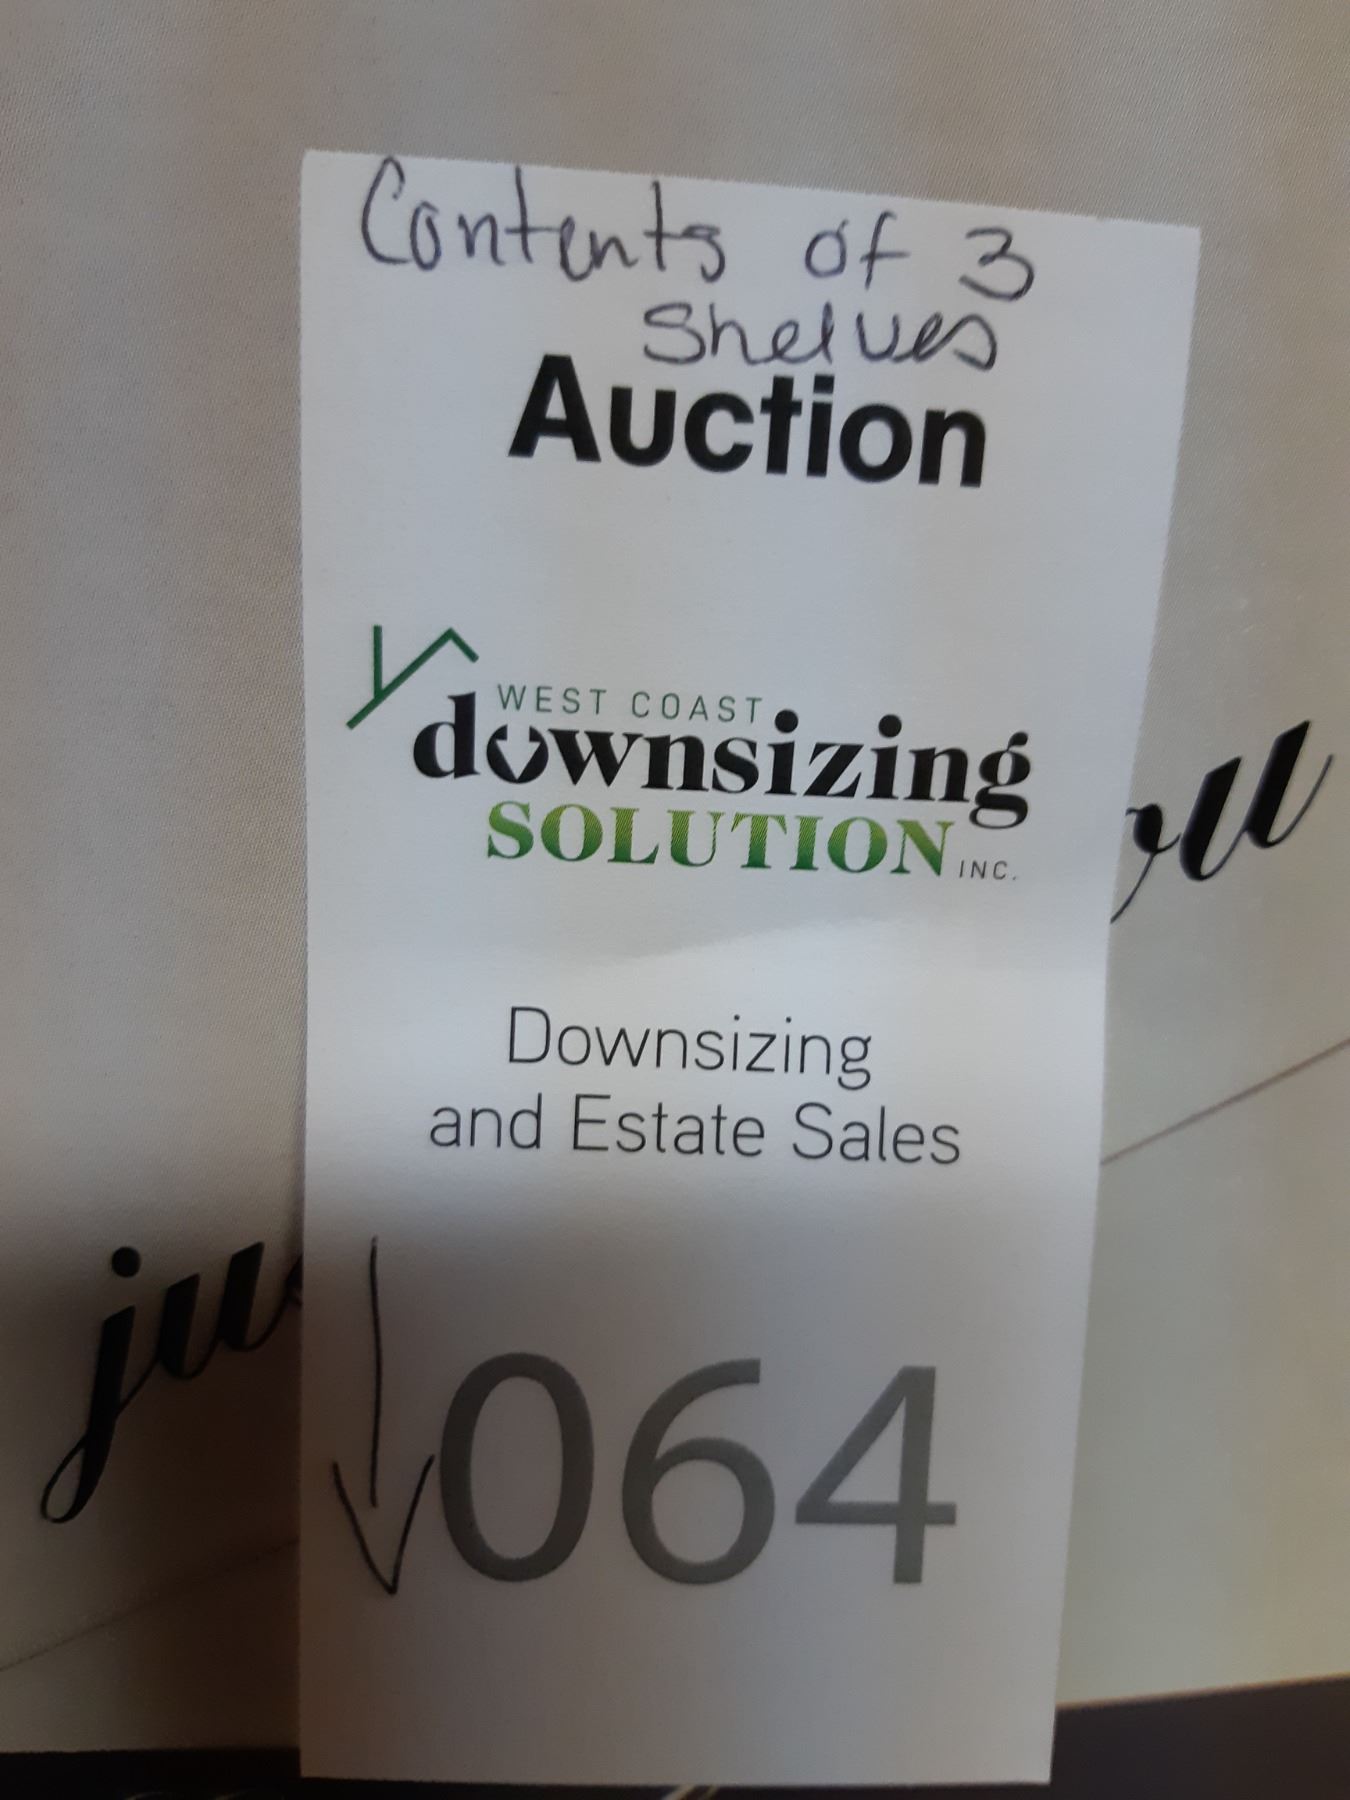 Contents of 3
Shelves
Auction
WEST COAST
downsizing
SOLUTION INC.
Downsizing
and Estate Sales
064